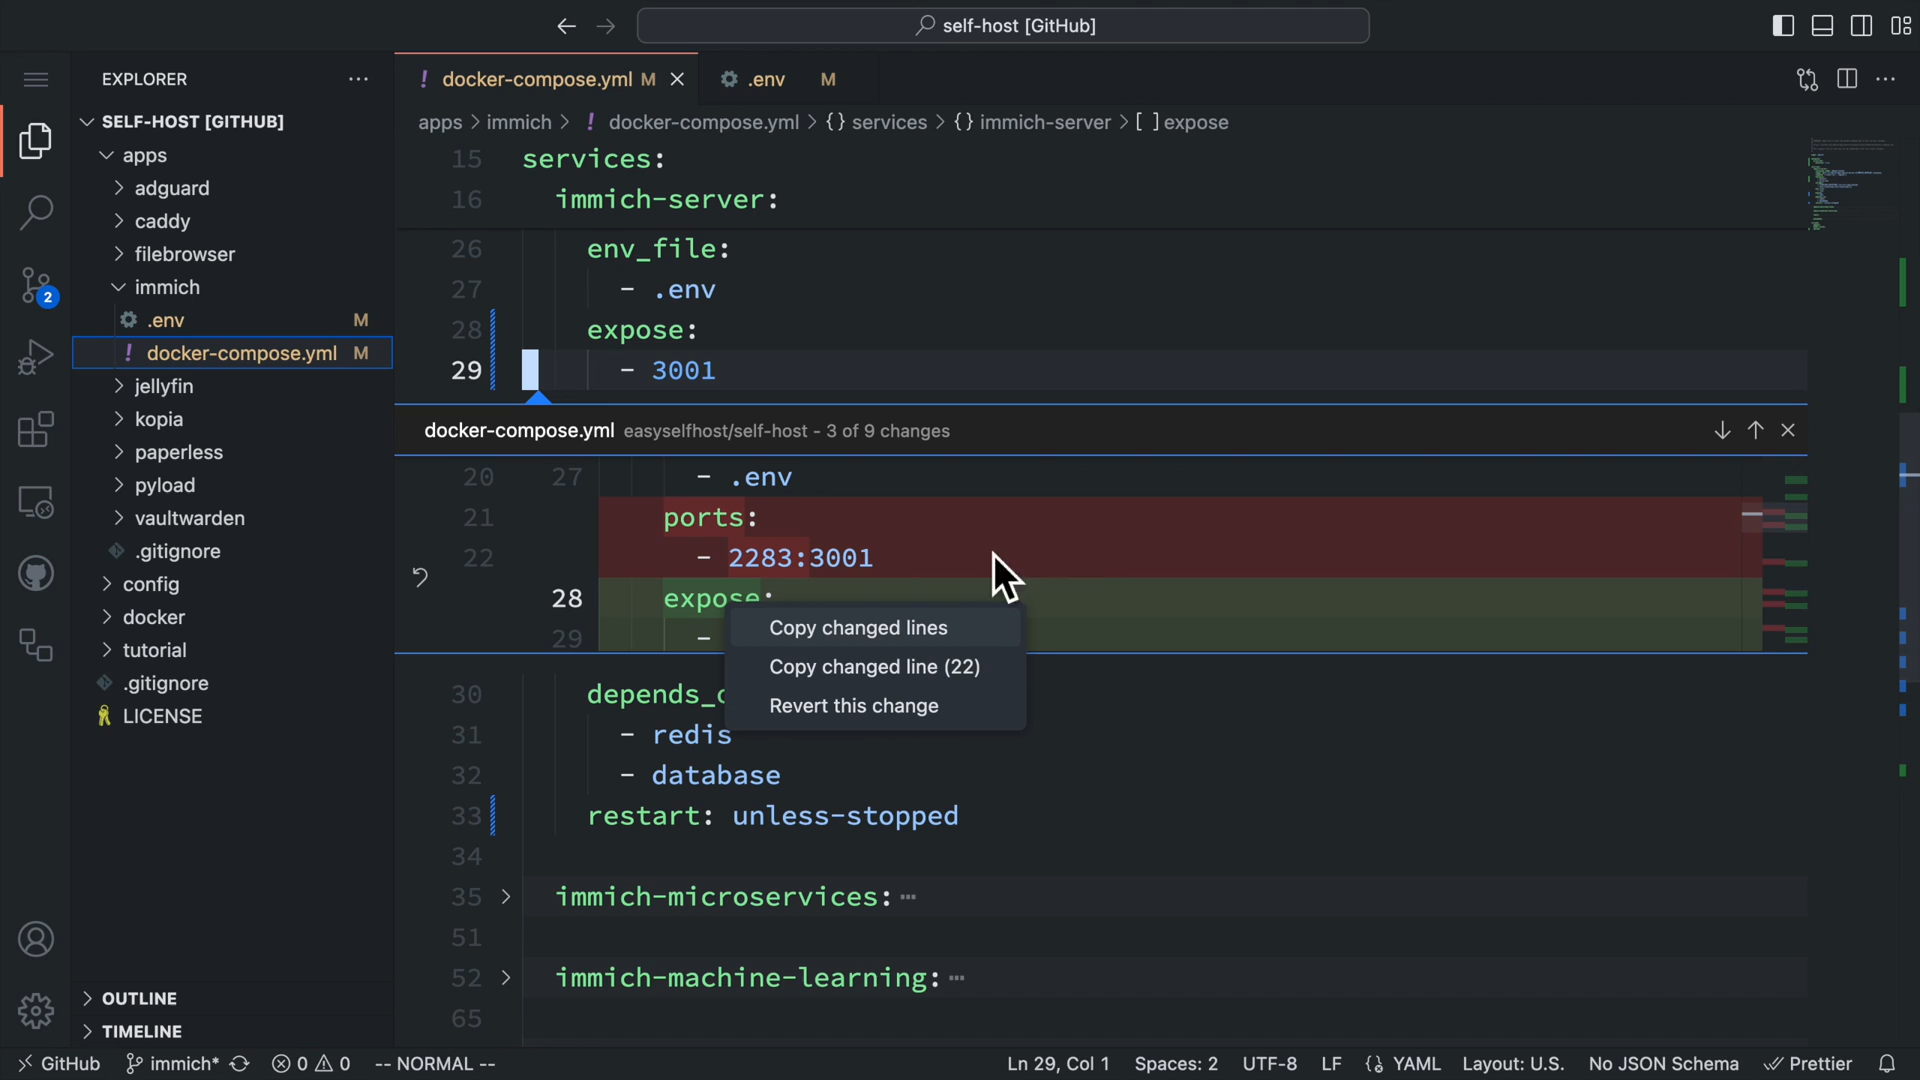 self-host [GitHub]
EXPLORER
SELF-HOST [GITHUB]
apps
adguard
caddy
filebrowser
immich
.env M
docker-compose.yml M
jellyfin
kopia
paperless
pyload
vaultwarden
.gitignore
config
docker
tutorial
.gitignore
LICENSE
OUTLINE
TIMELINE
2
! docker-compose.yml M
.env M
apps > immich > ! docker-compose.yml > {} services > {} immich-server > [ ] expose
15 services:
16 immich-server:
26 env_file:
27 - .env
28 expose:
29 - 3001
docker-compose.yml easyselfhost/self-host - 3 of 9 changes
20 27 - .env
21 ports:
22 - 2283:3001
28 expose:
29 -
Copy changed lines
Copy changed line (22)
Revert this change
30 depends_
31 - redis
32 - database
33 restart: unless-stopped
34
35 immich-microservices:
51
52 immich-machine-learning:
65
GitHub immich* 0 0 -- NORMAL -- Ln 29, Col 1 Spaces: 2 UTF-8 LF YAML Layout: U.S. No JSON Schema Prettier